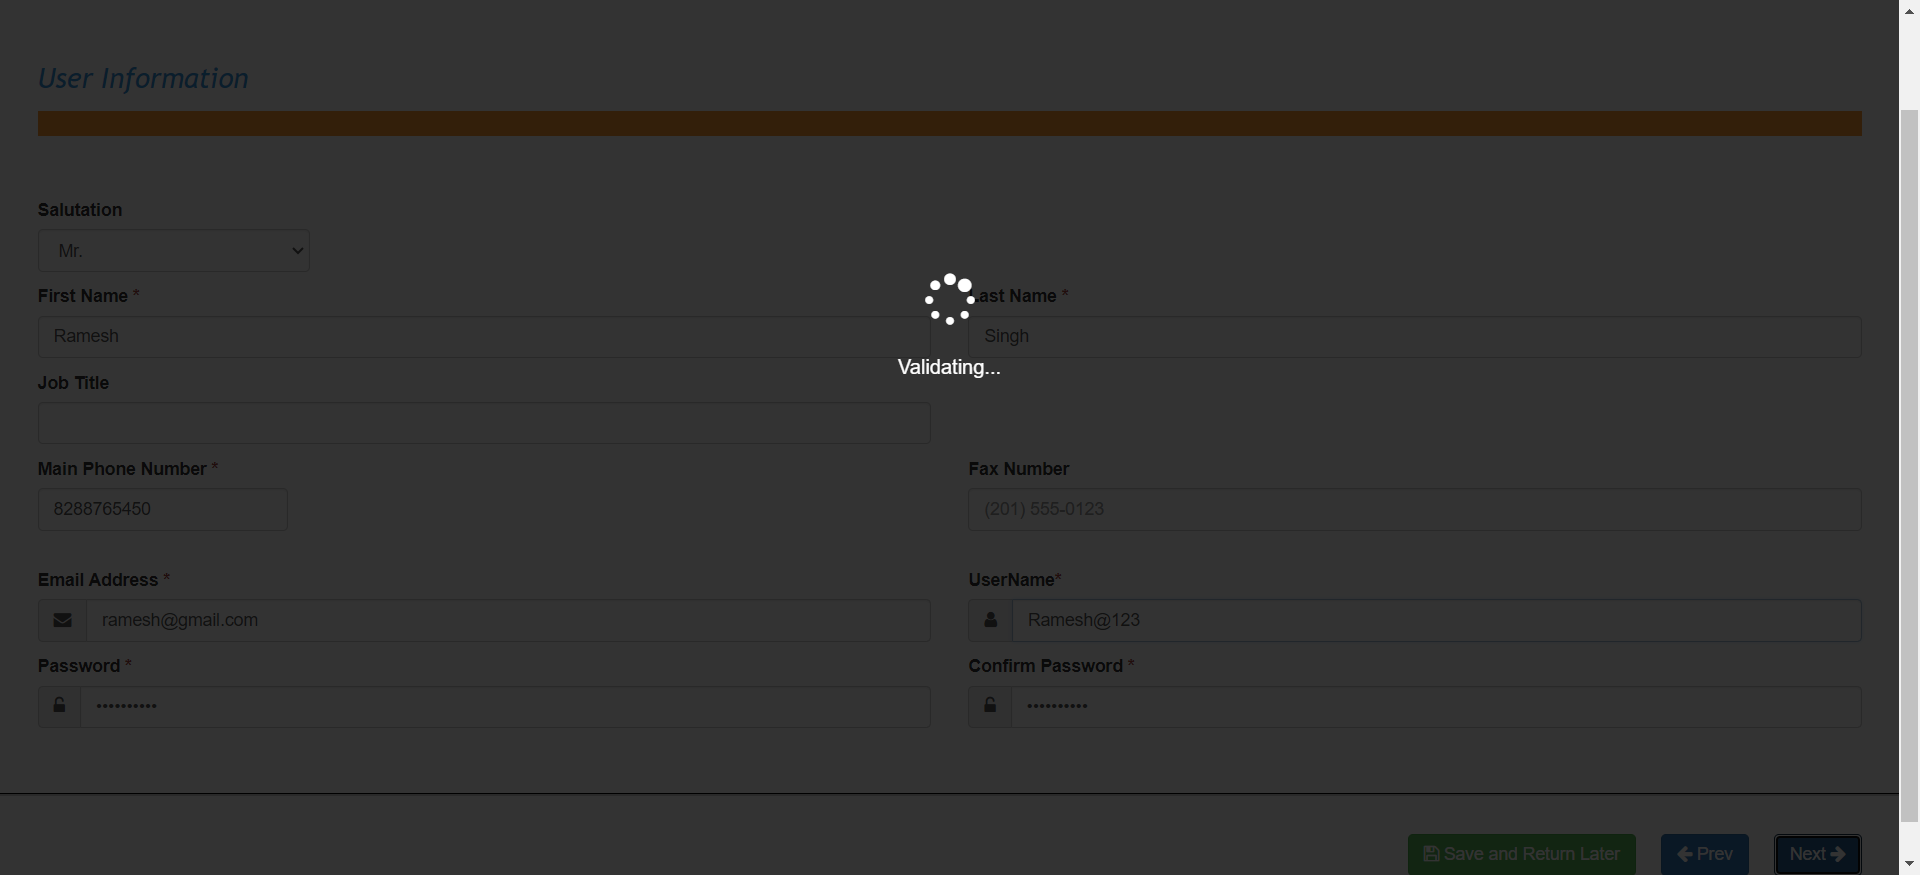 User Information
Salutation
Mr.
First Name *
Last Name *
Ramesh
Singh
Validating...
Job Title
Main Phone Number *
Fax Number
8288765450
(201) 555-0123
Email Address *
UserName*
ramesh@gmail.com
Ramesh@123
Password *
Confirm Password *
••••••••••
••••••••••
Save and Return Later
Prev
Next